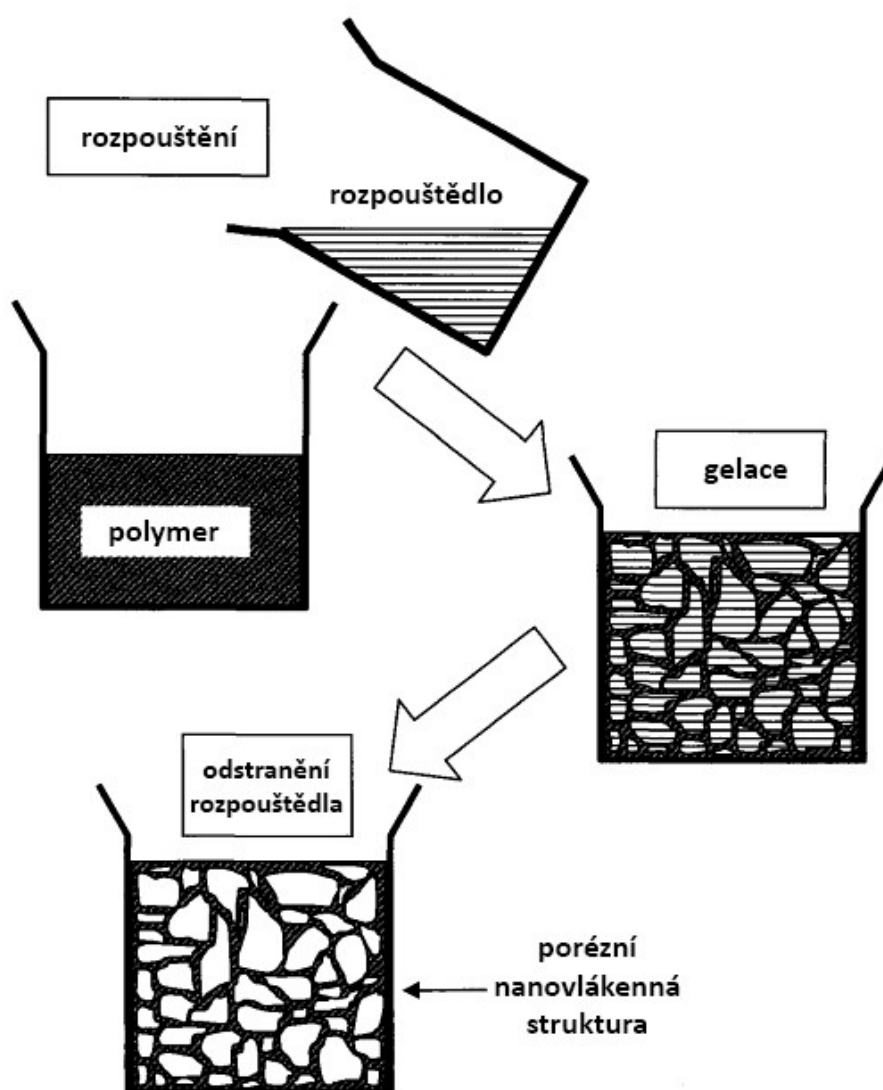 rozpouštění
rozpouštědlo
polymer
gelace
odstranění
rozpouštědla
porézní
nanovlákenná
struktura